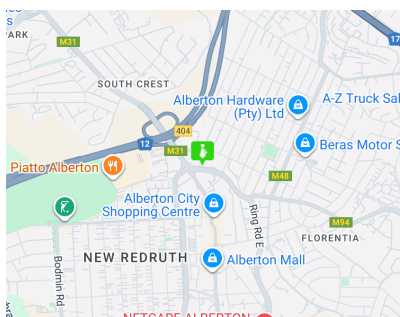 PARK
M31
17
SOUTH CREST
Alberton Hardware
(Pty) Ltd
A-Z Truck Sal
404
12
M31
Beras Motor S
Piatto Alberton
M48
Alberton City
Shopping Centre
Ring Rd E
M94
FLORENTIA
NEW REDRUTH
Alberton Mall
Bodmin Rd
NETCARE ALBERTON